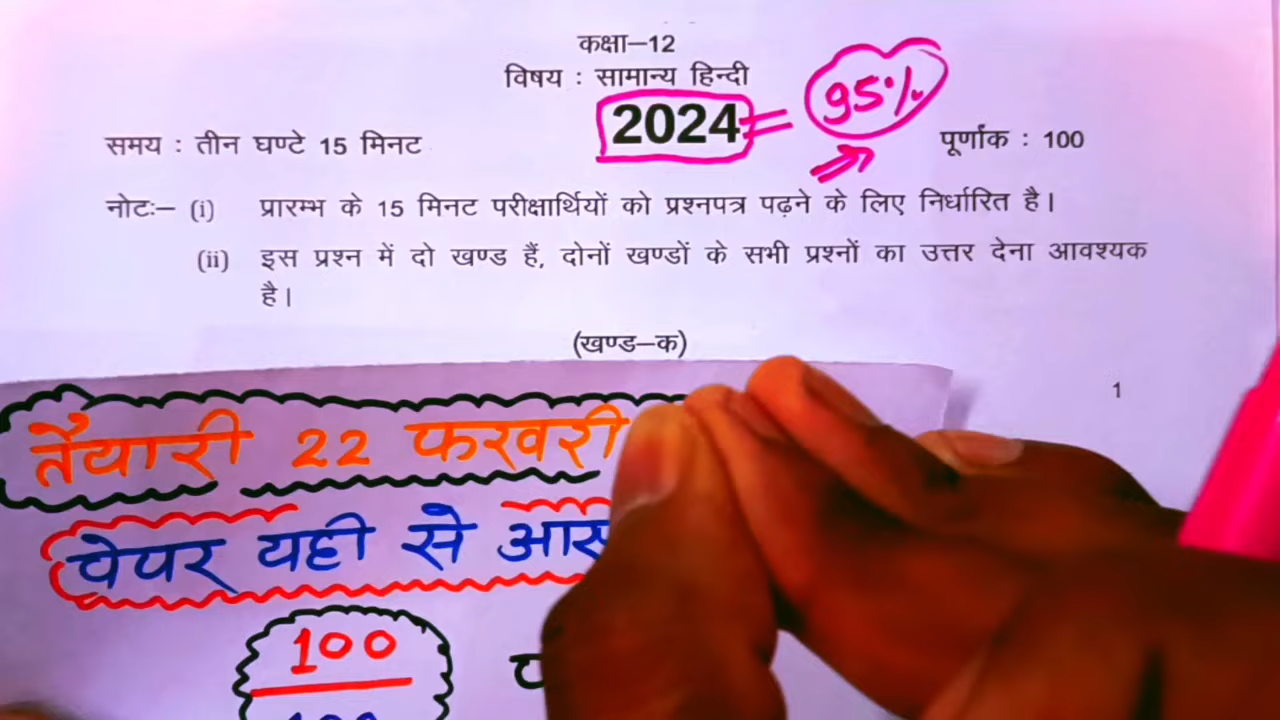 कक्षा–12
विषय : सामान्य हिन्दी
2024 = 95%
समय : तीन घण्टे 15 मिनट
पूर्णांक : 100
नोटः– (i) प्रारम्भ के 15 मिनट परीक्षार्थियों को प्रश्नपत्र पढ़ने के लिए निर्धारित है।
(ii) इस प्रश्न में दो खण्ड हैं, दोनों खण्डों के सभी प्रश्नों का उत्तर देना आवश्यक
है।
(खण्ड–क)
1
तैयारी 22 फरवरी
पेपर यही से
100